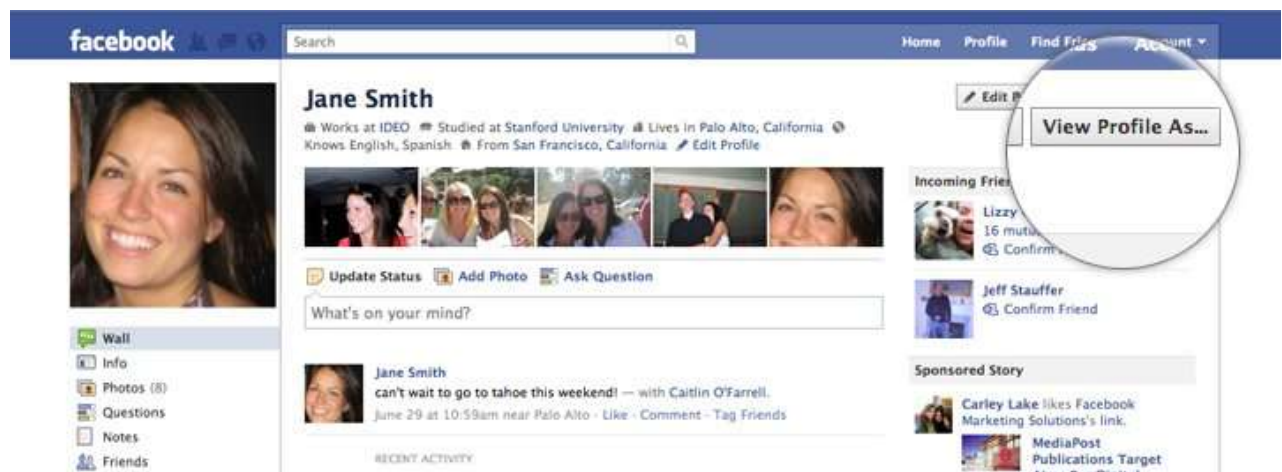 facebook
Search
Home Profile Find Account
Jane Smith
Works at IDEO Studied at Stanford University Lives in Palo Alto, California
Knows English, Spanish From San Francisco, California Edit Profile
Edit
View Profile As...
Update Status Add Photo Ask Question
What's on your mind?
Wall
Info
Photos (8)
Questions
Notes
Friends
Jane Smith
can't wait to go to tahoe this weekend! — with Caitlin O'Farrell.
June 29 at 10:59am near Palo Alto · Like · Comment · Tag Friends
RECENT ACTIVITY
Incoming
Lizzy
16
Confirm
Jeff Stauffer
Confirm Friend
Sponsored Story
Carley Lake likes Facebook
Marketing Solutions's link.
MediaPost
Publications Target